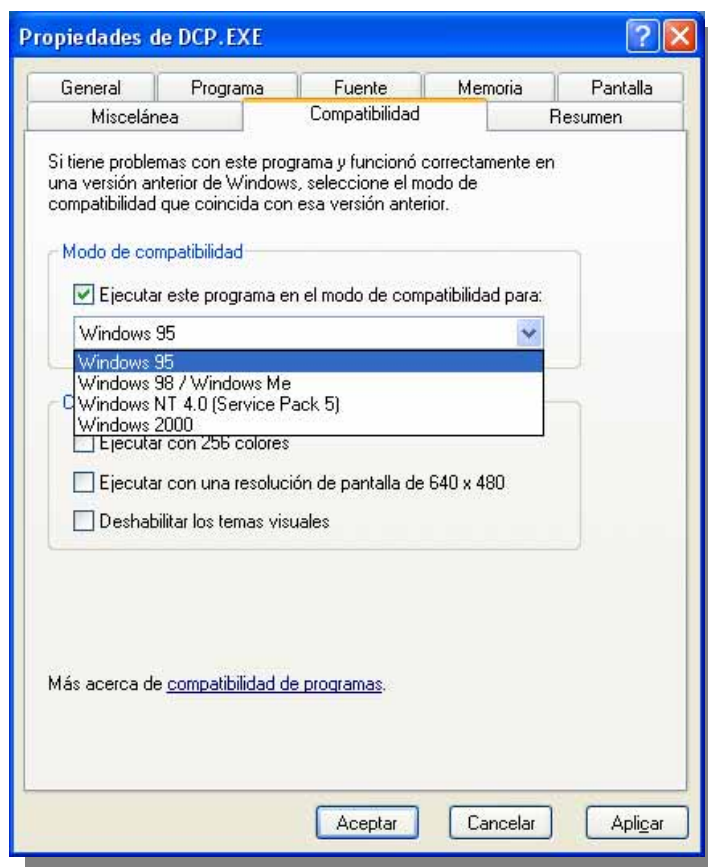 Propiedades de DCP.EXE
General Programa Fuente Memoria Pantalla
Miscelánea Compatibilidad Resumen
Si tiene problemas con este programa y funcionó correctamente en
una versión anterior de Windows, seleccione el modo de
compatibilidad que coincida con esa versión anterior.
Modo de compatibilidad
Ejecutar este programa en el modo de compatibilidad para:
Windows 95
Windows 95
Windows 98 / Windows Me
Windows NT 4.0 (Service Pack 5)
Windows 2000
Ejecutar con 256 colores
Ejecutar con una resolución de pantalla de 640 x 480
Deshabilitar los temas visuales
Más acerca de compatibilidad de programas.
Aceptar Cancelar Aplicar